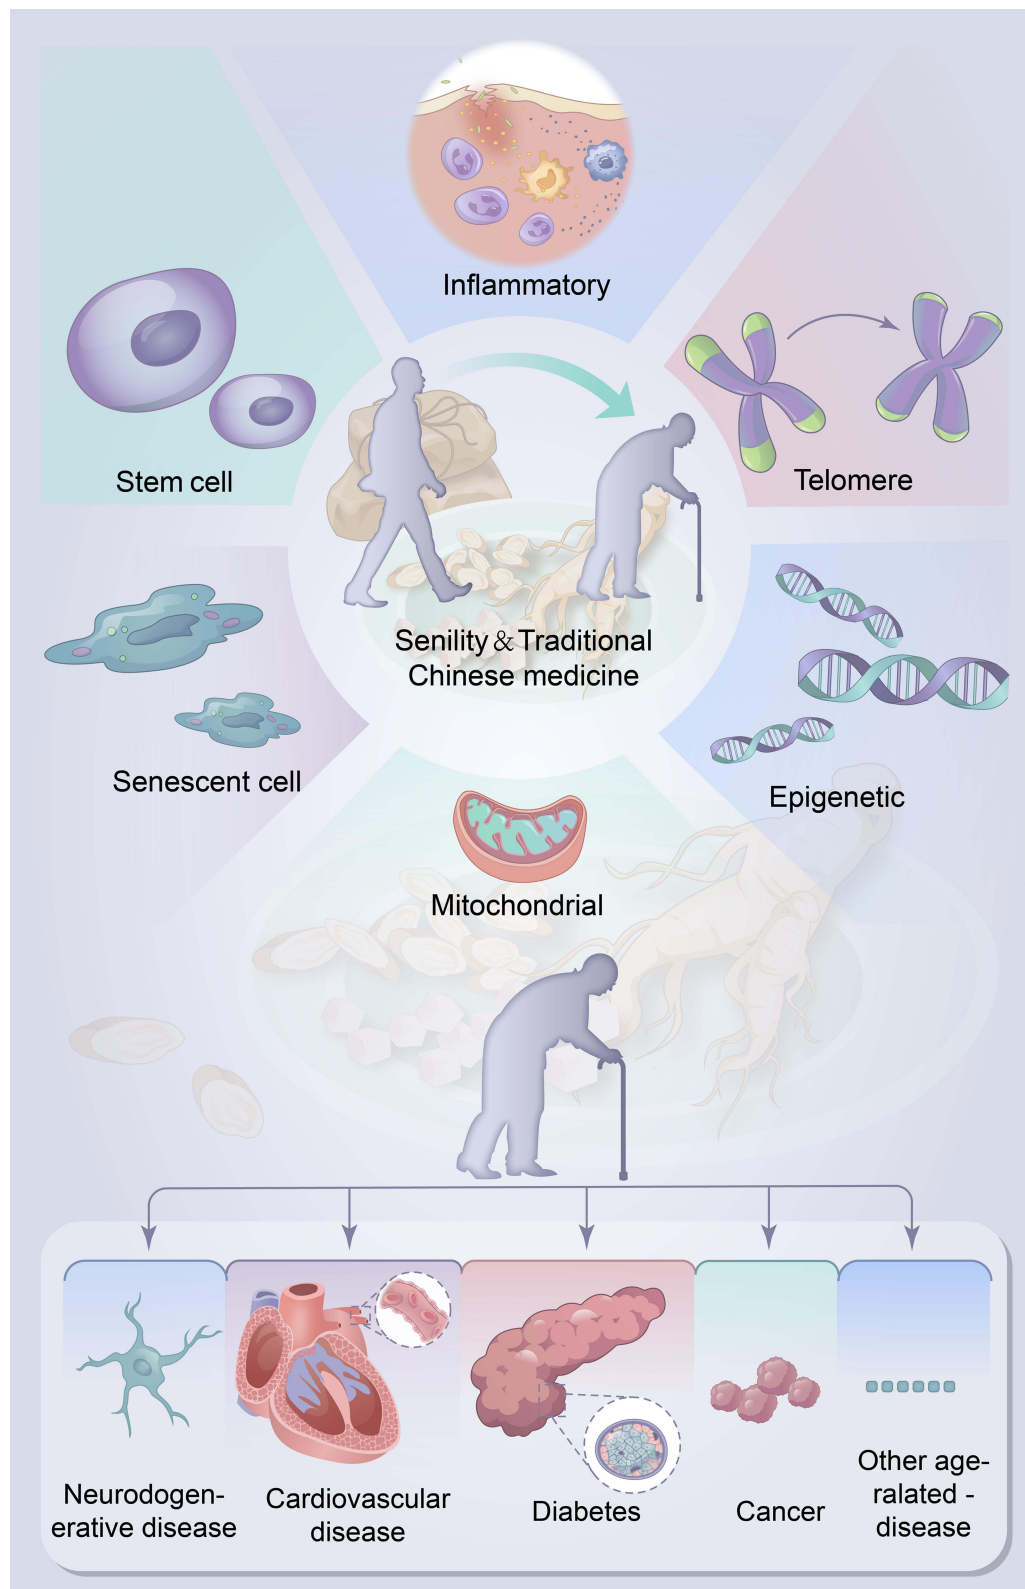 Inflammatory
Stem cell
Telomere
Senility & Traditional
Chinese medicine
Senescent cell
Epigenetic
Mitochondrial
Neurodogen-
erative disease
Cardiovascular
disease
Diabetes
Cancer
Other age-
ralated -
disease